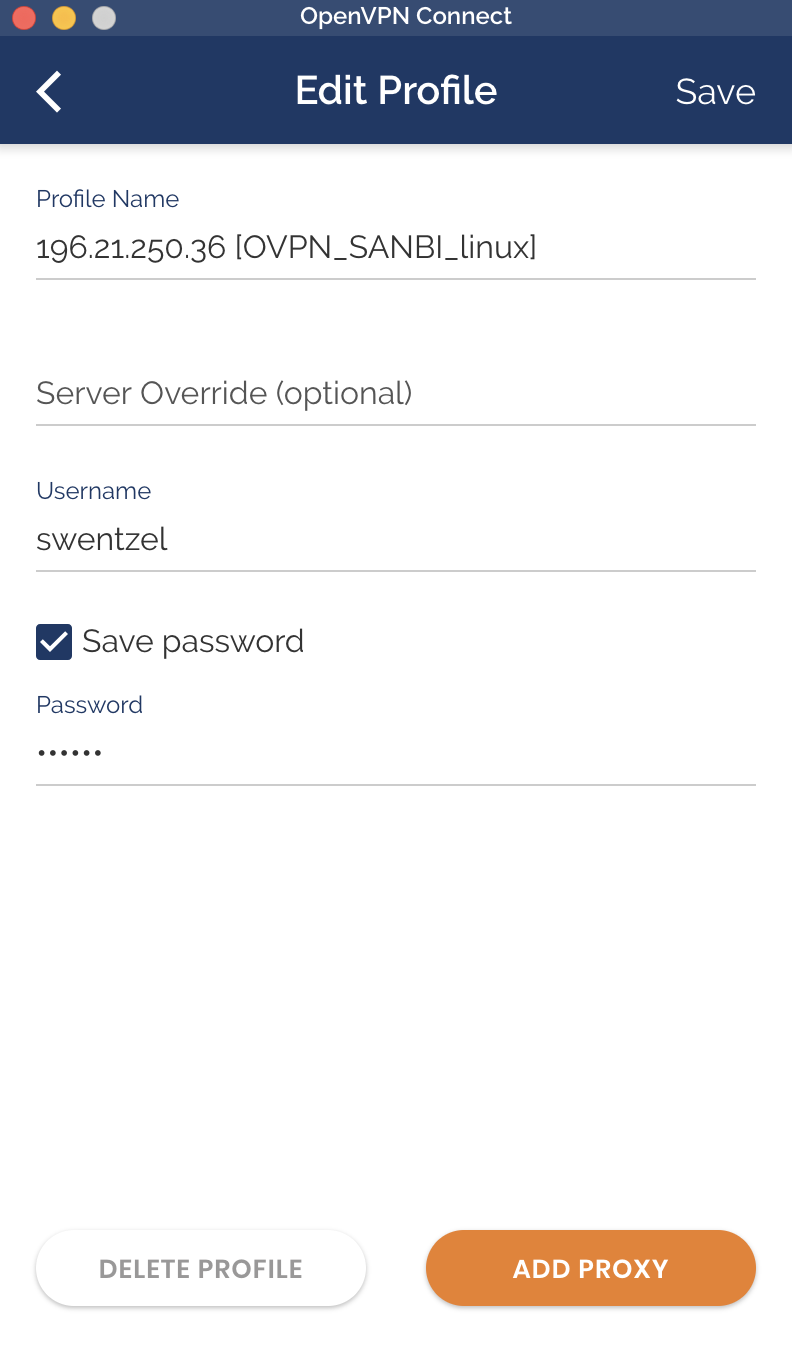 OpenVPN Connect
Edit Profile
Save
Profile Name
196.21.250.36 [OVPN_SANBI_linux]
Server Override (optional)
Username
swentzel
Save password
Password
••••••
DELETE PROFILE
ADD PROXY